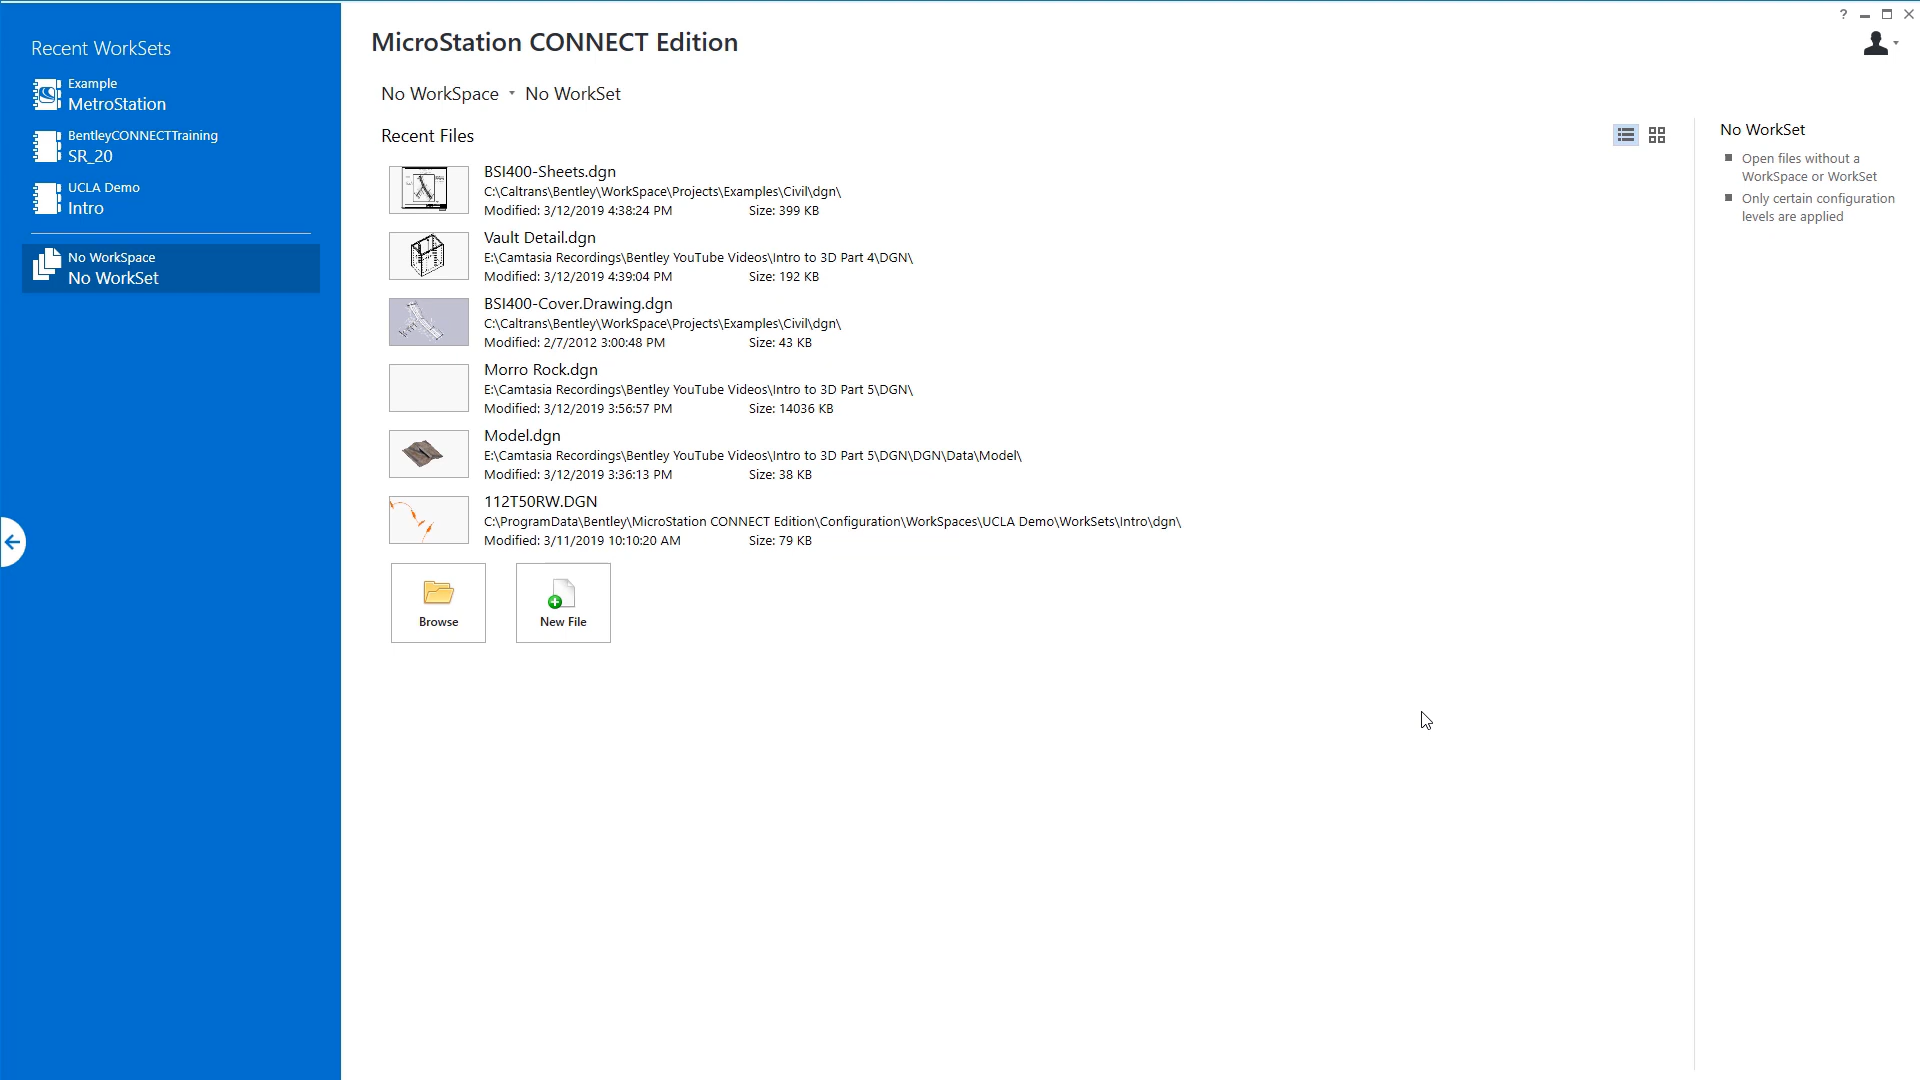 Recent WorkSets
Example
MetroStation
BentleyCONNECTTraining
SR_20
UCLA Demo
Intro
No WorkSpace
No WorkSet
?
MicroStation CONNECT Edition
No WorkSpace No WorkSet
Recent Files
BSI400-Sheets.dgn
C:\Caltrans\Bentley\WorkSpace\Projects\Examples\Civil\dgn\
Modified: 3/12/2019 4:38:24 PM Size: 399 KB
Vault Detail.dgn
E:\Camtasia Recordings\Bentley YouTube Videos\Intro to 3D Part 4\DGN\
Modified: 3/12/2019 4:39:04 PM Size: 192 KB
BSI400-Cover.Drawing.dgn
C:\Caltrans\Bentley\WorkSpace\Projects\Examples\Civil\dgn\
Modified: 2/7/2012 3:00:48 PM Size: 43 KB
Morro Rock.dgn
E:\Camtasia Recordings\Bentley YouTube Videos\Intro to 3D Part 5\DGN\
Modified: 3/12/2019 3:56:57 PM Size: 14036 KB
Model.dgn
E:\Camtasia Recordings\Bentley YouTube Videos\Intro to 3D Part 5\DGN\DGN\Data\Model\
Modified: 3/12/2019 3:36:13 PM Size: 38 KB
112T50RW.DGN
C:\ProgramData\Bentley\MicroStation CONNECT Edition\Configuration\WorkSpaces\UCLA Demo\WorkSets\Intro\dgn\
Modified: 3/11/2019 10:10:20 AM Size: 79 KB
Browse
New File
No WorkSet
Open files without a
WorkSpace or WorkSet
Only certain configuration
levels are applied